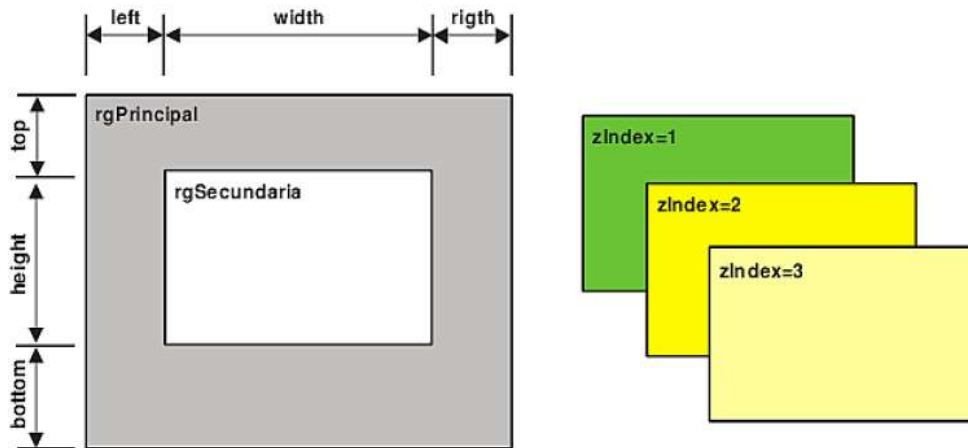 left
width
rigth
top
height
bottom
rgPrincipal
rgSecundaria
zIndex=1
zIndex=2
zIndex=3